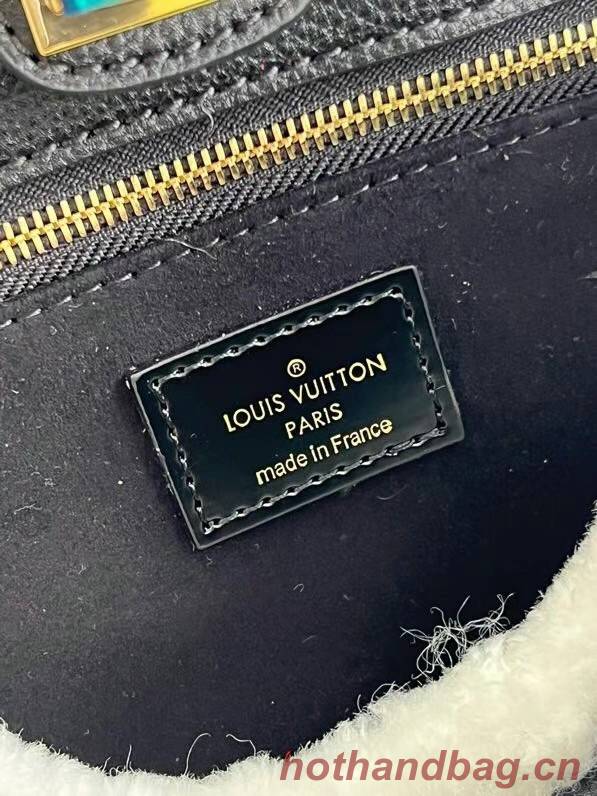 ®
LOUIS VUITTON
PARIS
made in France
hothandbag.cn